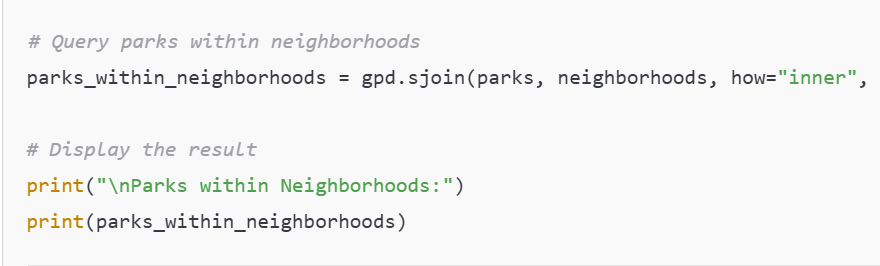 # Query parks within neighborhoods
parks_within_neighborhoods = gpd.sjoin(parks, neighborhoods, how="inner",
# Display the result
print("\nParks within Neighborhoods:")
print(parks_within_neighborhoods)